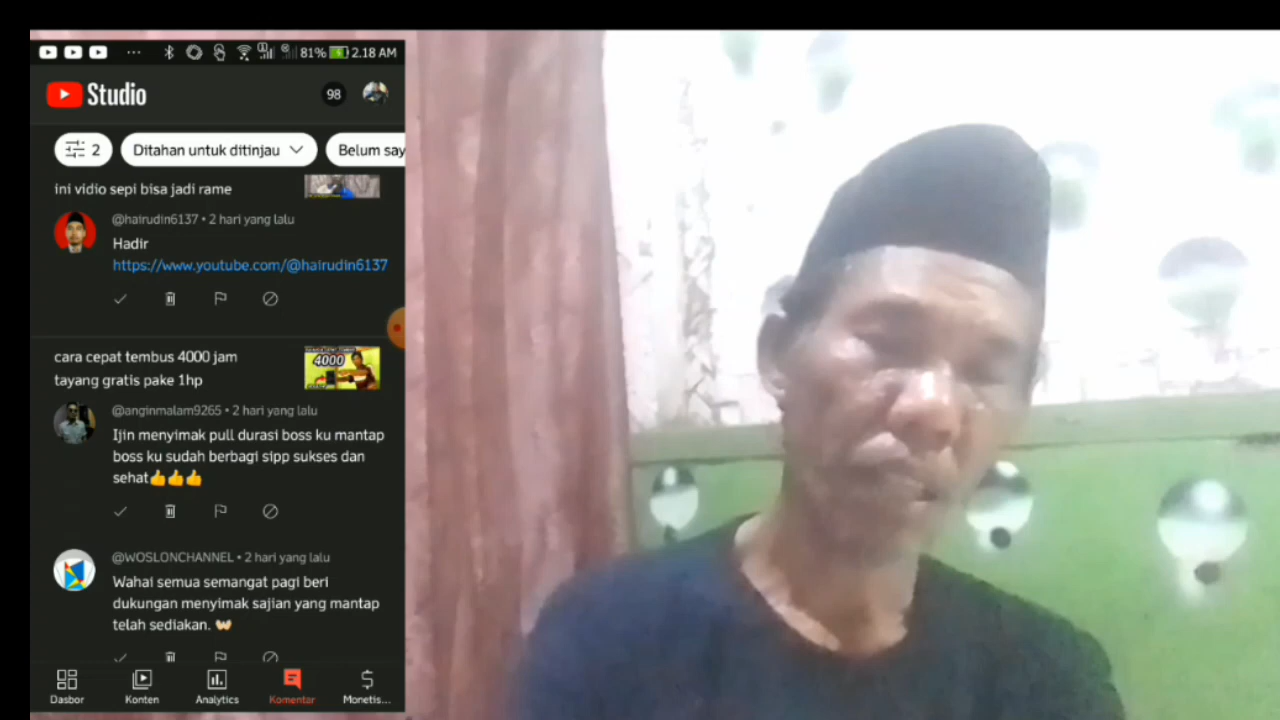 81% 2.18 AM
Studio
98
2
Ditahan untuk ditinjau
Belum say
ini vidio sepi bisa jadi rame
@hairudin6137 • 2 hari yang lalu
Hadir
https://www.youtube.com/@hairudin6137
cara cepat tembus 4000 jam
tayang gratis pake 1hp
4000
@anginmalam9265 • 2 hari yang lalu
Ijin menyimak pull durasi boss ku mantap
boss ku sudah berbagi sipp sukses dan
sehat👍👍👍
@WOSLONCHANNEL • 2 hari yang lalu
Wahai semua semangat pagi beri
dukungan menyimak sajian yang mantap
telah sediakan. 👐🏻
Dasbor
Konten
Analytics
Komentar
Monetis...